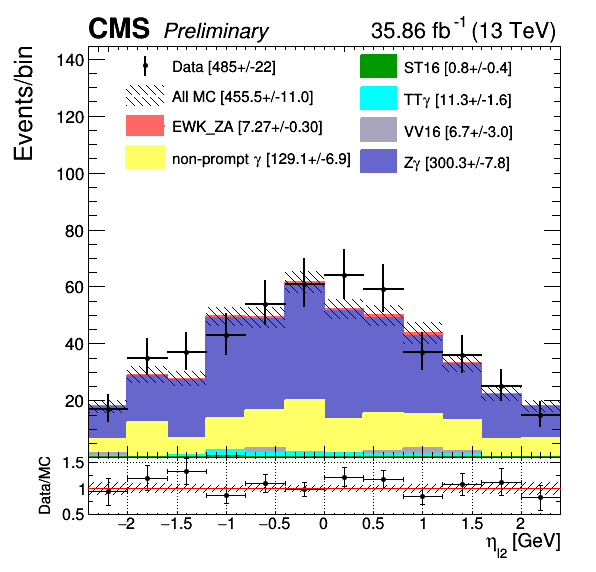 CMS Preliminary 35.86 fb⁻¹ (13 TeV)
Events/bin
140
120
100
80
60
40
20
Data [485+/-22]
All MC [455.5+/-11.0]
EWK_ZA [7.27+/-0.30]
non-prompt γ [129.1+/-6.9]
ST16 [0.8+/-0.4]
TTγ [11.3+/-1.6]
VV16 [6.7+/-3.0]
Zγ [300.3+/-7.8]
Data/MC
1.5
1
0.5
−2 −1.5 −1 −0.5 0 0.5 1 1.5 2
η_l2 [GeV]